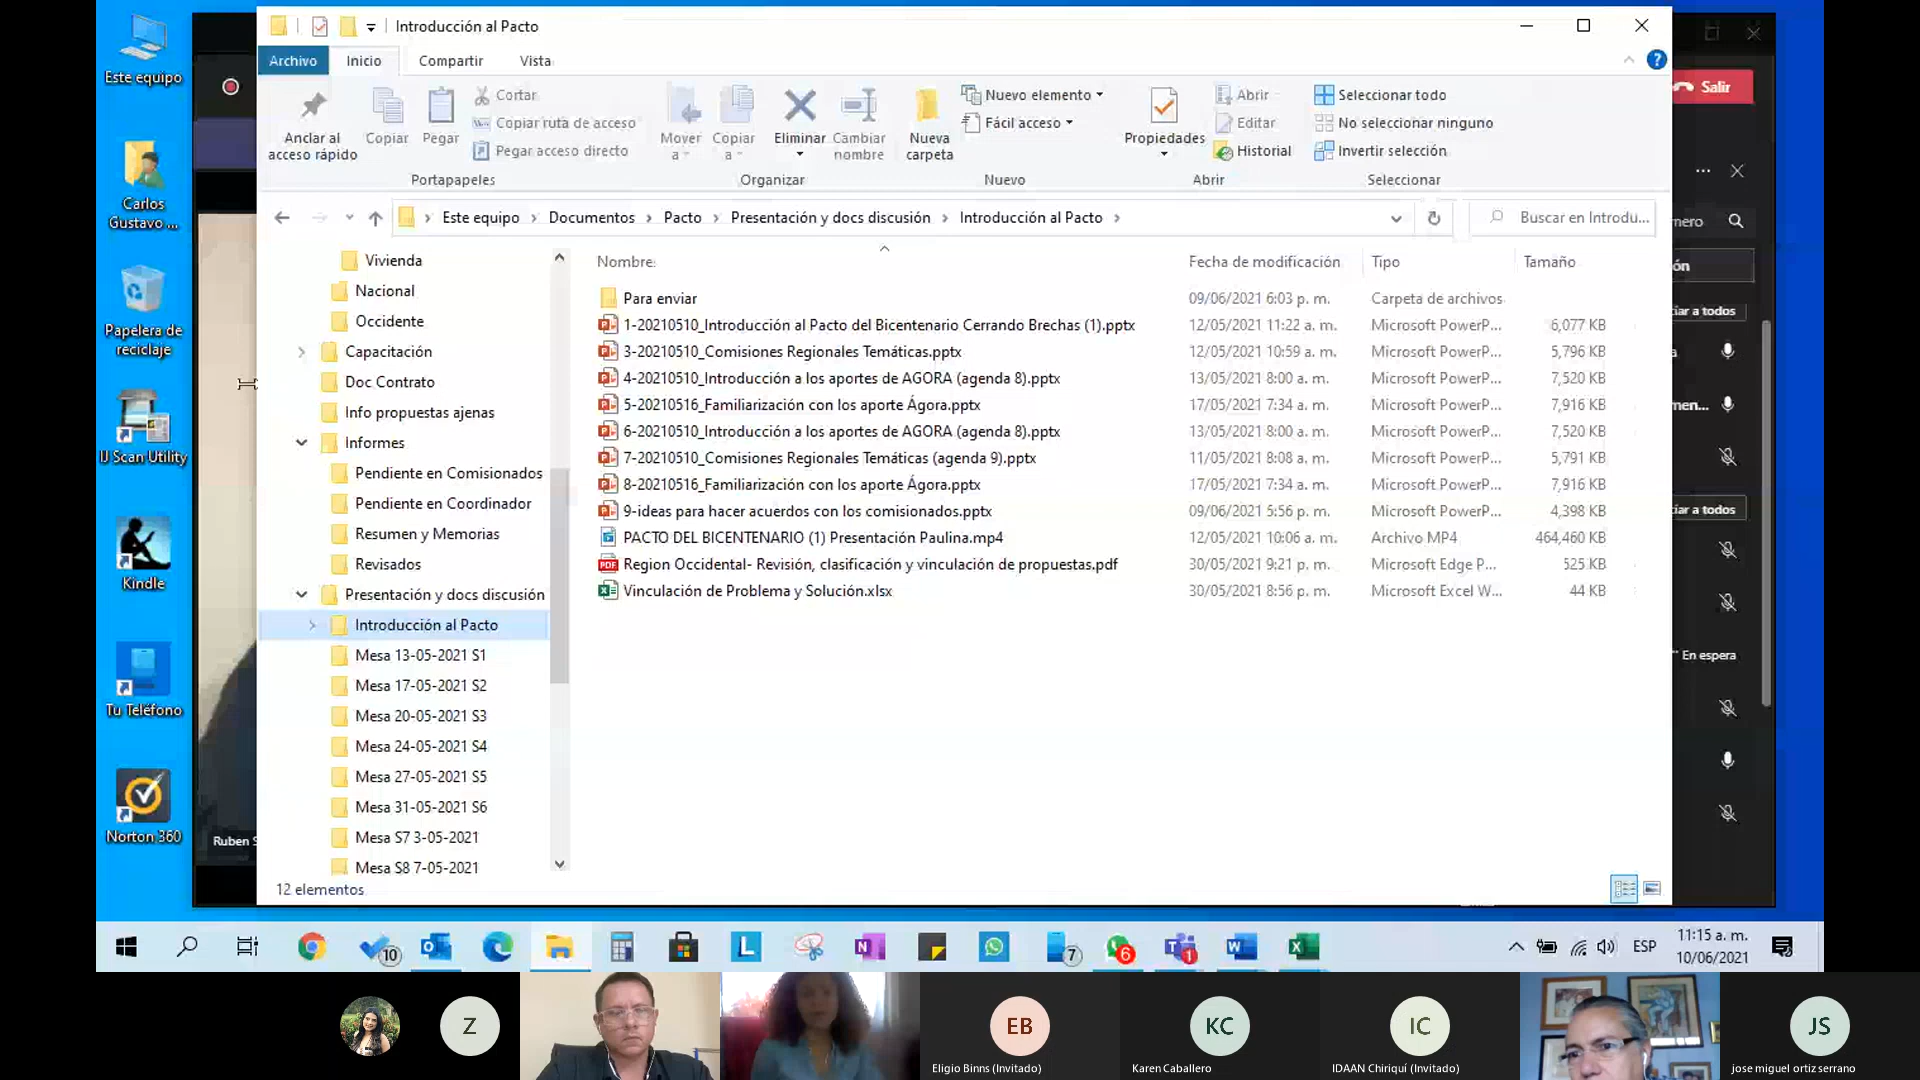 Introducción al Pacto
Archivo
Inicio
Compartir
Vista
Salir
Anclar al
acceso rápido
Copiar
Pegar
Cortar
Copiar ruta de acceso
Pegar acceso directo
Mover
a
Copiar
a
Eliminar
Cambiar
nombre
Nueva
carpeta
Nuevo elemento
Fácil acceso
Propiedades
Abrir
Editar
Historial
Seleccionar todo
No seleccionar ninguno
Invertir selección
Portapapeles
Organizar
Nuevo
Abrir
Seleccionar
Este equipo > Documentos > Pacto > Presentación y docs discusión > Introducción al Pacto >
Buscar en Introdu...
Este equipo
Carlos
Gustavo ...
Papelera de
reciclaje
IJ Scan Utility
Kindle
Tu Teléfono
Norton 360
Ruben S
Vivienda
Nacional
Occidente
Capacitación
Doc Contrato
Info propuestas ajenas
Informes
Pendiente en Comisionados
Pendiente en Coordinador
Resumen y Memorias
Revisados
Presentación y docs discusión
Introducción al Pacto
Mesa 13-05-2021 S1
Mesa 17-05-2021 S2
Mesa 20-05-2021 S3
Mesa 24-05-2021 S4
Mesa 27-05-2021 S5
Mesa 31-05-2021 S6
Mesa S7 3-05-2021
Mesa S8 7-05-2021
12 elementos
Nombre Fecha de modificación Tipo Tamaño
Para enviar 09/06/2021 6:03 p. m. Carpeta de archivos
1-20210510_Introducción al Pacto del Bicentenario Cerrando Brechas (1).pptx 12/05/2021 11:22 a. m. Microsoft PowerP... 6,077 KB
3-20210510_Comisiones Regionales Temáticas.pptx 12/05/2021 10:59 a. m. Microsoft PowerP... 5,796 KB
4-20210510_Introducción a los aportes de AGORA (agenda 8).pptx 13/05/2021 8:00 a. m. Microsoft PowerP... 7,520 KB
5-20210516_Familiarización con los aporte Ágora.pptx 17/05/2021 7:34 a. m. Microsoft PowerP... 7,916 KB
6-20210510_Introducción a los aportes de AGORA (agenda 8).pptx 13/05/2021 8:00 a. m. Microsoft PowerP... 7,520 KB
7-20210510_Comisiones Regionales Temáticas (agenda 9).pptx 11/05/2021 8:08 a. m. Microsoft PowerP... 5,791 KB
8-20210516_Familiarización con los aporte Ágora.pptx 17/05/2021 7:34 a. m. Microsoft PowerP... 7,916 KB
9-ideas para hacer acuerdos con los comisionados.pptx 09/06/2021 5:56 p. m. Microsoft PowerP... 4,398 KB
PACTO DEL BICENTENARIO (1) Presentación Paulina.mp4 12/05/2021 10:06 a. m. Archivo MP4 464,460 KB
Region Occidental- Revisión, clasificación y vinculación de propuestas.pdf 30/05/2021 9:21 p. m. Microsoft Edge P... 525 KB
Vinculación de Problema y Solución.xlsx 30/05/2021 8:56 p. m. Microsoft Excel W... 44 KB
nero
ón
iar a todos
a
men...
iar a todos
En espera
10
7
6
1
ESP
11:15 a. m.
10/06/2021
Z
EB
Eligio Binns (Invitado)
KC
Karen Caballero
IC
IDAAN Chiriquí (Invitado)
JS
jose miguel ortiz serrano